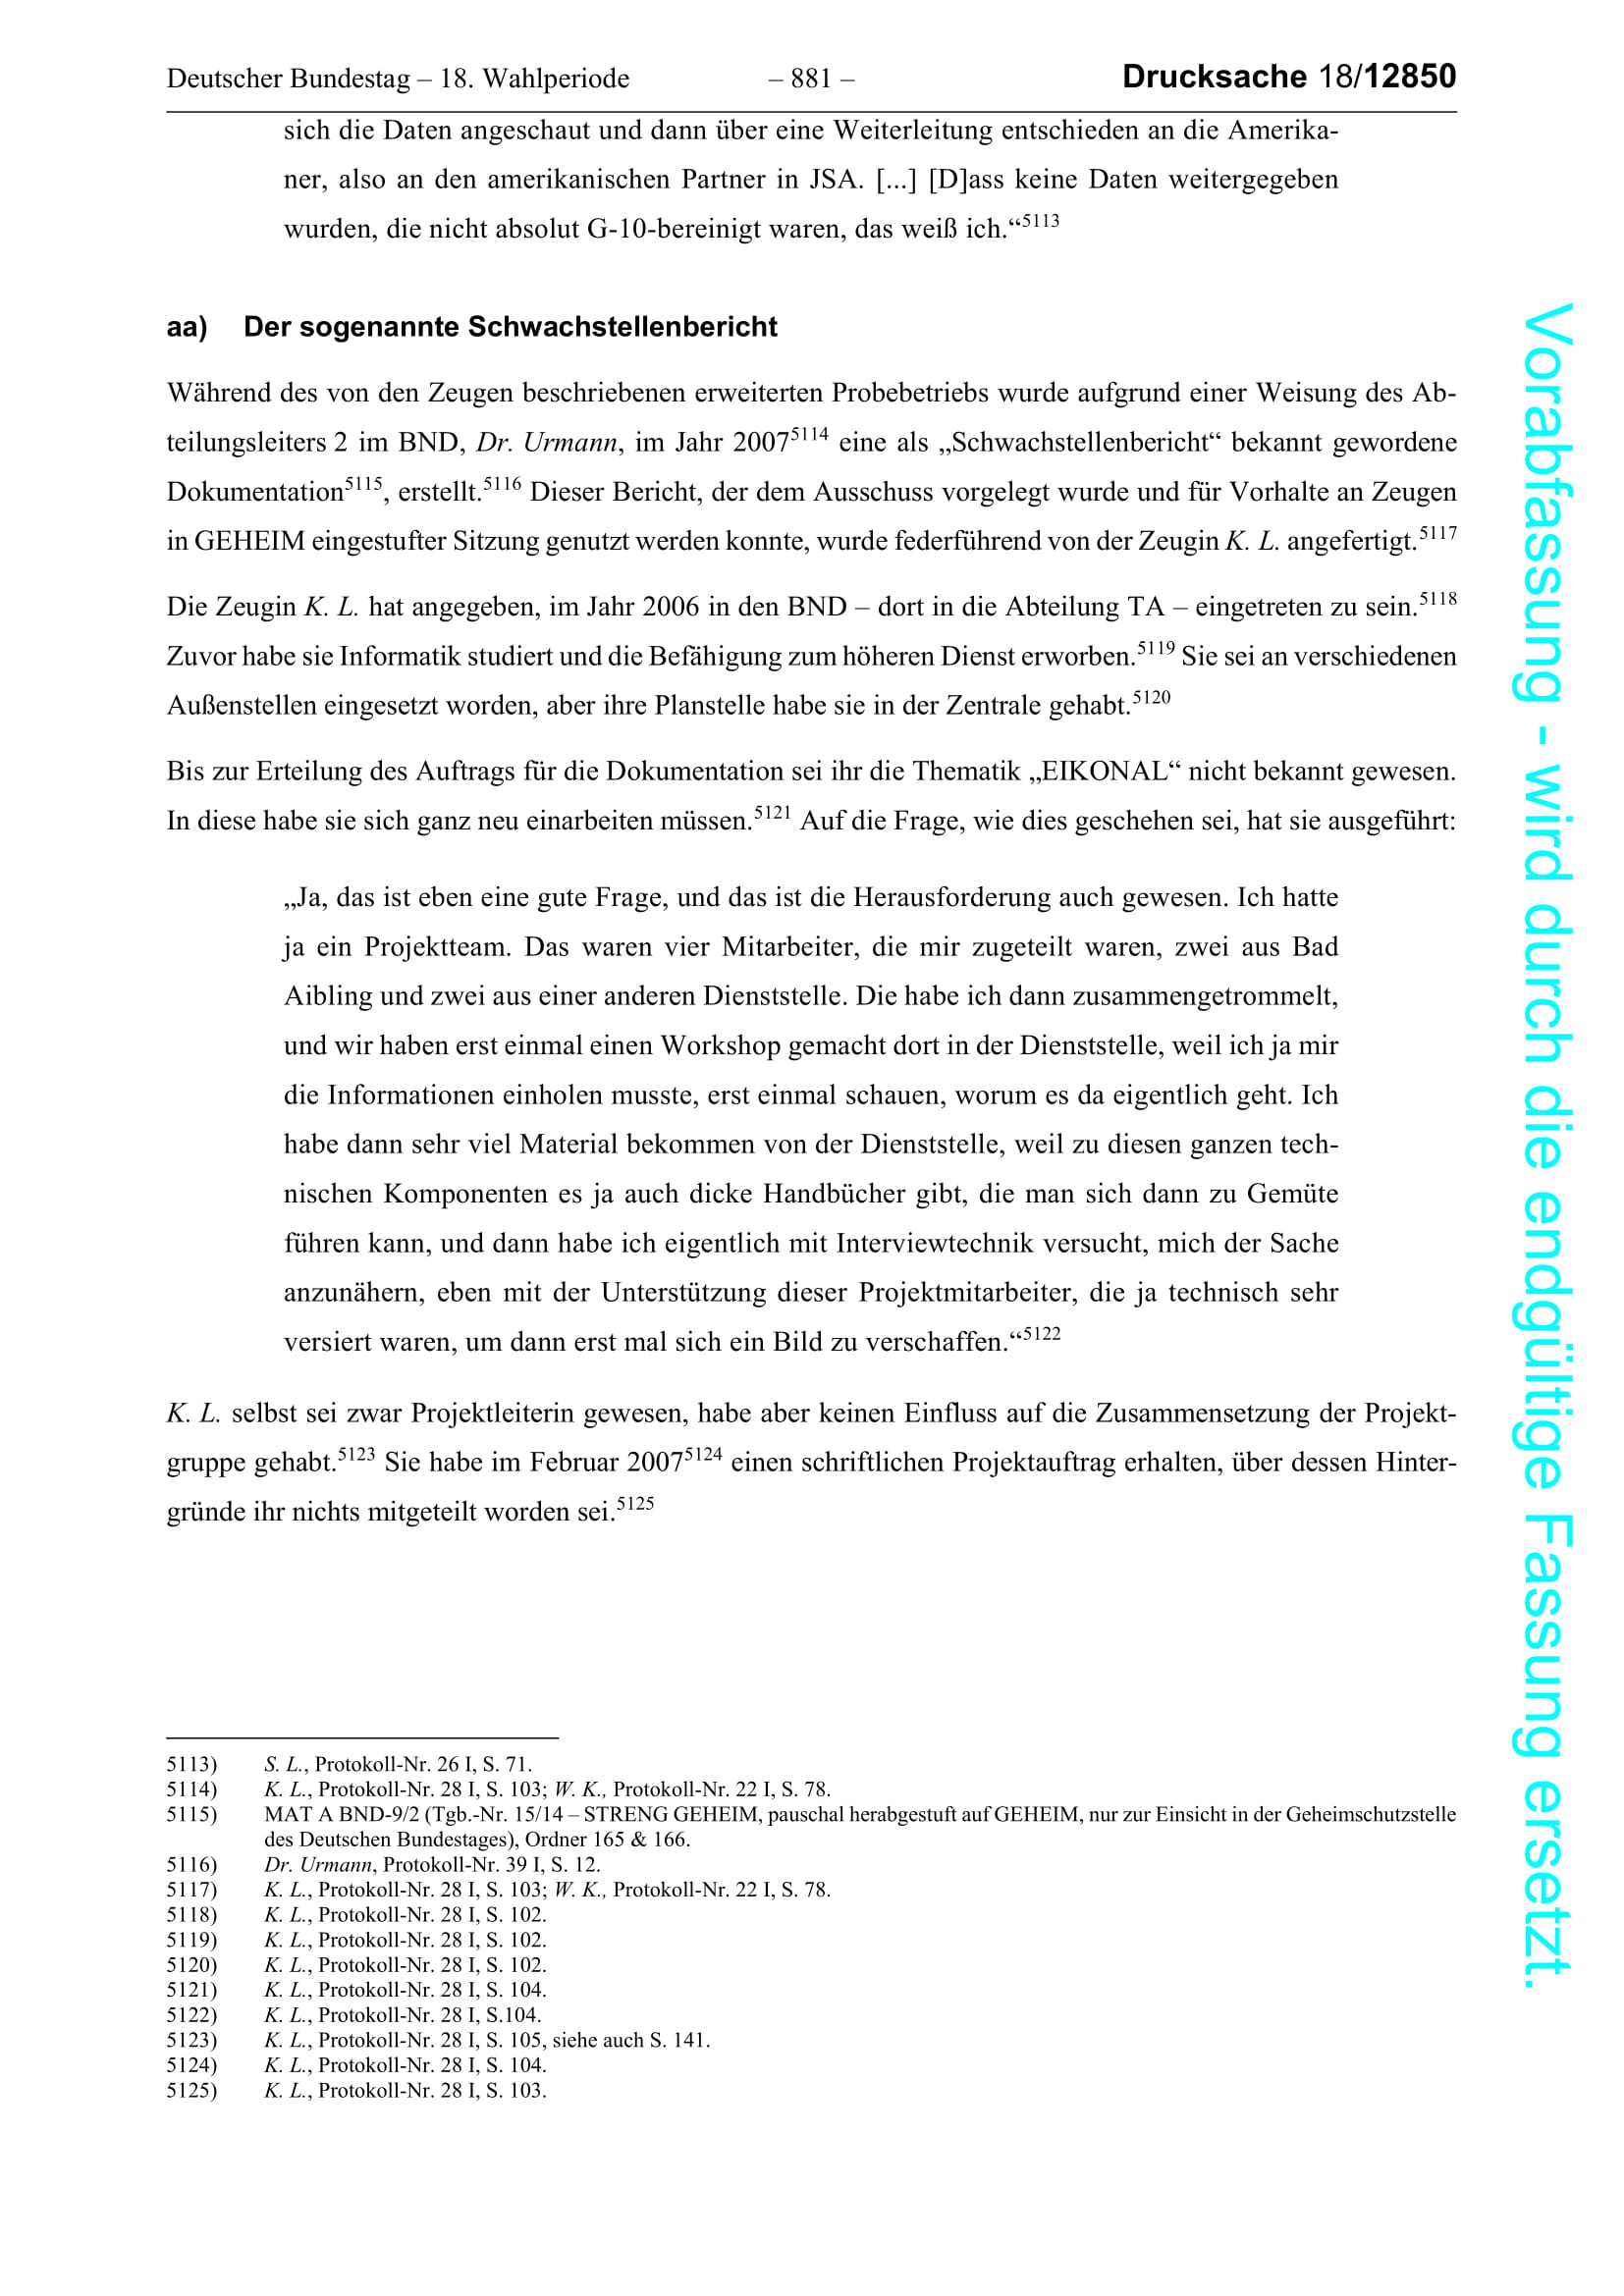 Deutscher Bundestag – 18. Wahlperiode – 881 – Drucksache 18/12850
sich die Daten angeschaut und dann über eine Weiterleitung entschieden an die Amerika-
ner, also an den amerikanischen Partner in JSA. [...] [D]ass keine Daten weitergegeben
wurden, die nicht absolut G-10-bereinigt waren, das weiß ich.“5113
aa) Der sogenannte Schwachstellenbericht
Während des von den Zeugen beschriebenen erweiterten Probebetriebs wurde aufgrund einer Weisung des Ab-
teilungsleiters 2 im BND, Dr. Urmann, im Jahr 20075114 eine als „Schwachstellenbericht“ bekannt gewordene
Dokumentation5115, erstellt.5116 Dieser Bericht, der dem Ausschuss vorgelegt wurde und für Vorhalte an Zeugen
in GEHEIM eingestufter Sitzung genutzt werden konnte, wurde federführend von der Zeugin K. L. angefertigt.5117
Die Zeugin K. L. hat angegeben, im Jahr 2006 in den BND – dort in die Abteilung TA – eingetreten zu sein.5118
Zuvor habe sie Informatik studiert und die Befähigung zum höheren Dienst erworben.5119 Sie sei an verschiedenen
Außenstellen eingesetzt worden, aber ihre Planstelle habe sie in der Zentrale gehabt.5120
Bis zur Erteilung des Auftrags für die Dokumentation sei ihr die Thematik „EIKONAL“ nicht bekannt gewesen.
In diese habe sie sich ganz neu einarbeiten müssen.5121 Auf die Frage, wie dies geschehen sei, hat sie ausgeführt:
„Ja, das ist eben eine gute Frage, und das ist die Herausforderung auch gewesen. Ich hatte
ja ein Projektteam. Das waren vier Mitarbeiter, die mir zugeteilt waren, zwei aus Bad
Aibling und zwei aus einer anderen Dienststelle. Die habe ich dann zusammengetrommelt,
und wir haben erst einmal einen Workshop gemacht dort in der Dienststelle, weil ich ja mir
die Informationen einholen musste, erst einmal schauen, worum es da eigentlich geht. Ich
habe dann sehr viel Material bekommen von der Dienststelle, weil zu diesen ganzen tech-
nischen Komponenten es ja auch dicke Handbücher gibt, die man sich dann zu Gemüte
führen kann, und dann habe ich eigentlich mit Interviewtechnik versucht, mich der Sache
anzunähern, eben mit der Unterstützung dieser Projektmitarbeiter, die ja technisch sehr
versiert waren, um dann erst mal sich ein Bild zu verschaffen.“5122
K. L. selbst sei zwar Projektleiterin gewesen, habe aber keinen Einfluss auf die Zusammensetzung der Projekt-
gruppe gehabt.5123 Sie habe im Februar 20075124 einen schriftlichen Projektauftrag erhalten, über dessen Hinter-
gründe ihr nichts mitgeteilt worden sei.5125
5113) S. L., Protokoll-Nr. 26 I, S. 71.
5114) K. L., Protokoll-Nr. 28 I, S. 103; W. K., Protokoll-Nr. 22 I, S. 78.
5115) MAT A BND-9/2 (Tgb.-Nr. 15/14 – STRENG GEHEIM, pauschal herabgestuft auf GEHEIM, nur zur Einsicht in der Geheimschutzstelle
des Deutschen Bundestages), Ordner 165 & 166.
5116) Dr. Urmann, Protokoll-Nr. 39 I, S. 12.
5117) K. L., Protokoll-Nr. 28 I, S. 103; W. K., Protokoll-Nr. 22 I, S. 78.
5118) K. L., Protokoll-Nr. 28 I, S. 102.
5119) K. L., Protokoll-Nr. 28 I, S. 102.
5120) K. L., Protokoll-Nr. 28 I, S. 102.
5121) K. L., Protokoll-Nr. 28 I, S. 104.
5122) K. L., Protokoll-Nr. 28 I, S.104.
5123) K. L., Protokoll-Nr. 28 I, S. 105, siehe auch S. 141.
5124) K. L., Protokoll-Nr. 28 I, S. 104.
5125) K. L., Protokoll-Nr. 28 I, S. 103.
Vorabfassung - wird durch die endgültige Fassung ersetzt.